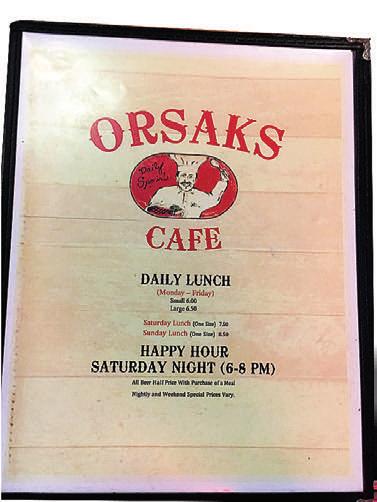 ORSAKS
Daily
Specials
CAFE
DAILY LUNCH
(Monday – Friday)
Small 6.00
Large 6.50
Saturday Lunch (One Size) 7.50
Sunday Lunch (One Size) 8.50
HAPPY HOUR
SATURDAY NIGHT (6-8 PM)
All Beer Half Price With Purchase of a Meal
Nightly and Weekend Special Prices Vary.